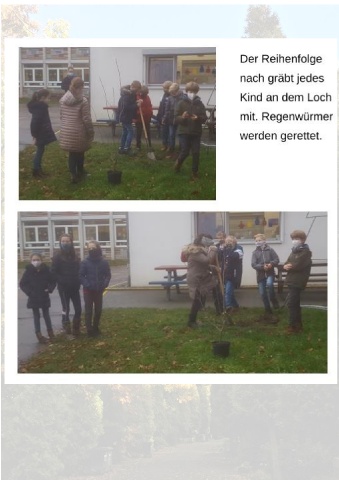 Der Reihenfolge
nach gräbt jedes
Kind an dem Loch
mit. Regenwürmer
werden gerettet.